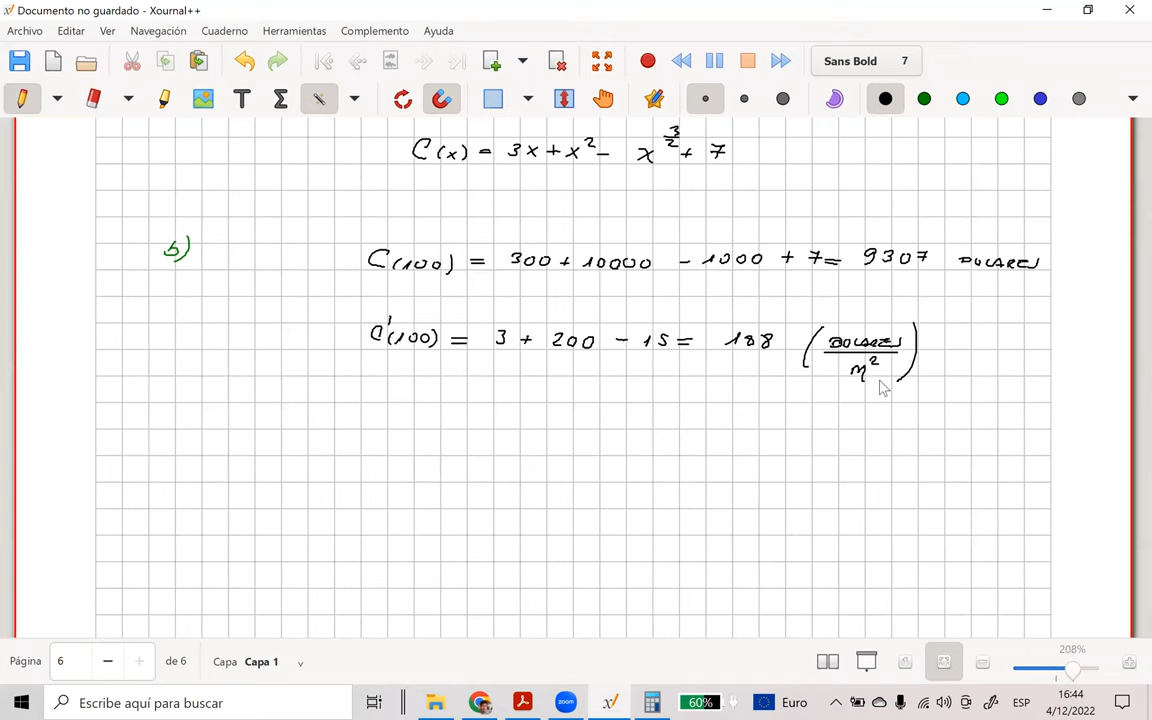 Documento no guardado - Xournal++
Archivo Editar Ver Navegación Cuaderno Herramientas Complemento Ayuda
Sans Bold 7
C(x) = 3x + x² - x^{3/2} + 7
b) C(100) = 300 + 10000 - 1000 + 7 = 9307 DOLARES
C'(100) = 3 + 200 - 15 = 188 (DOLARES / m²)
Página 6 de 6 Capa Capa 1 208%
Escribe aquí para buscar 60% Euro ESP 16:44
4/12/2022